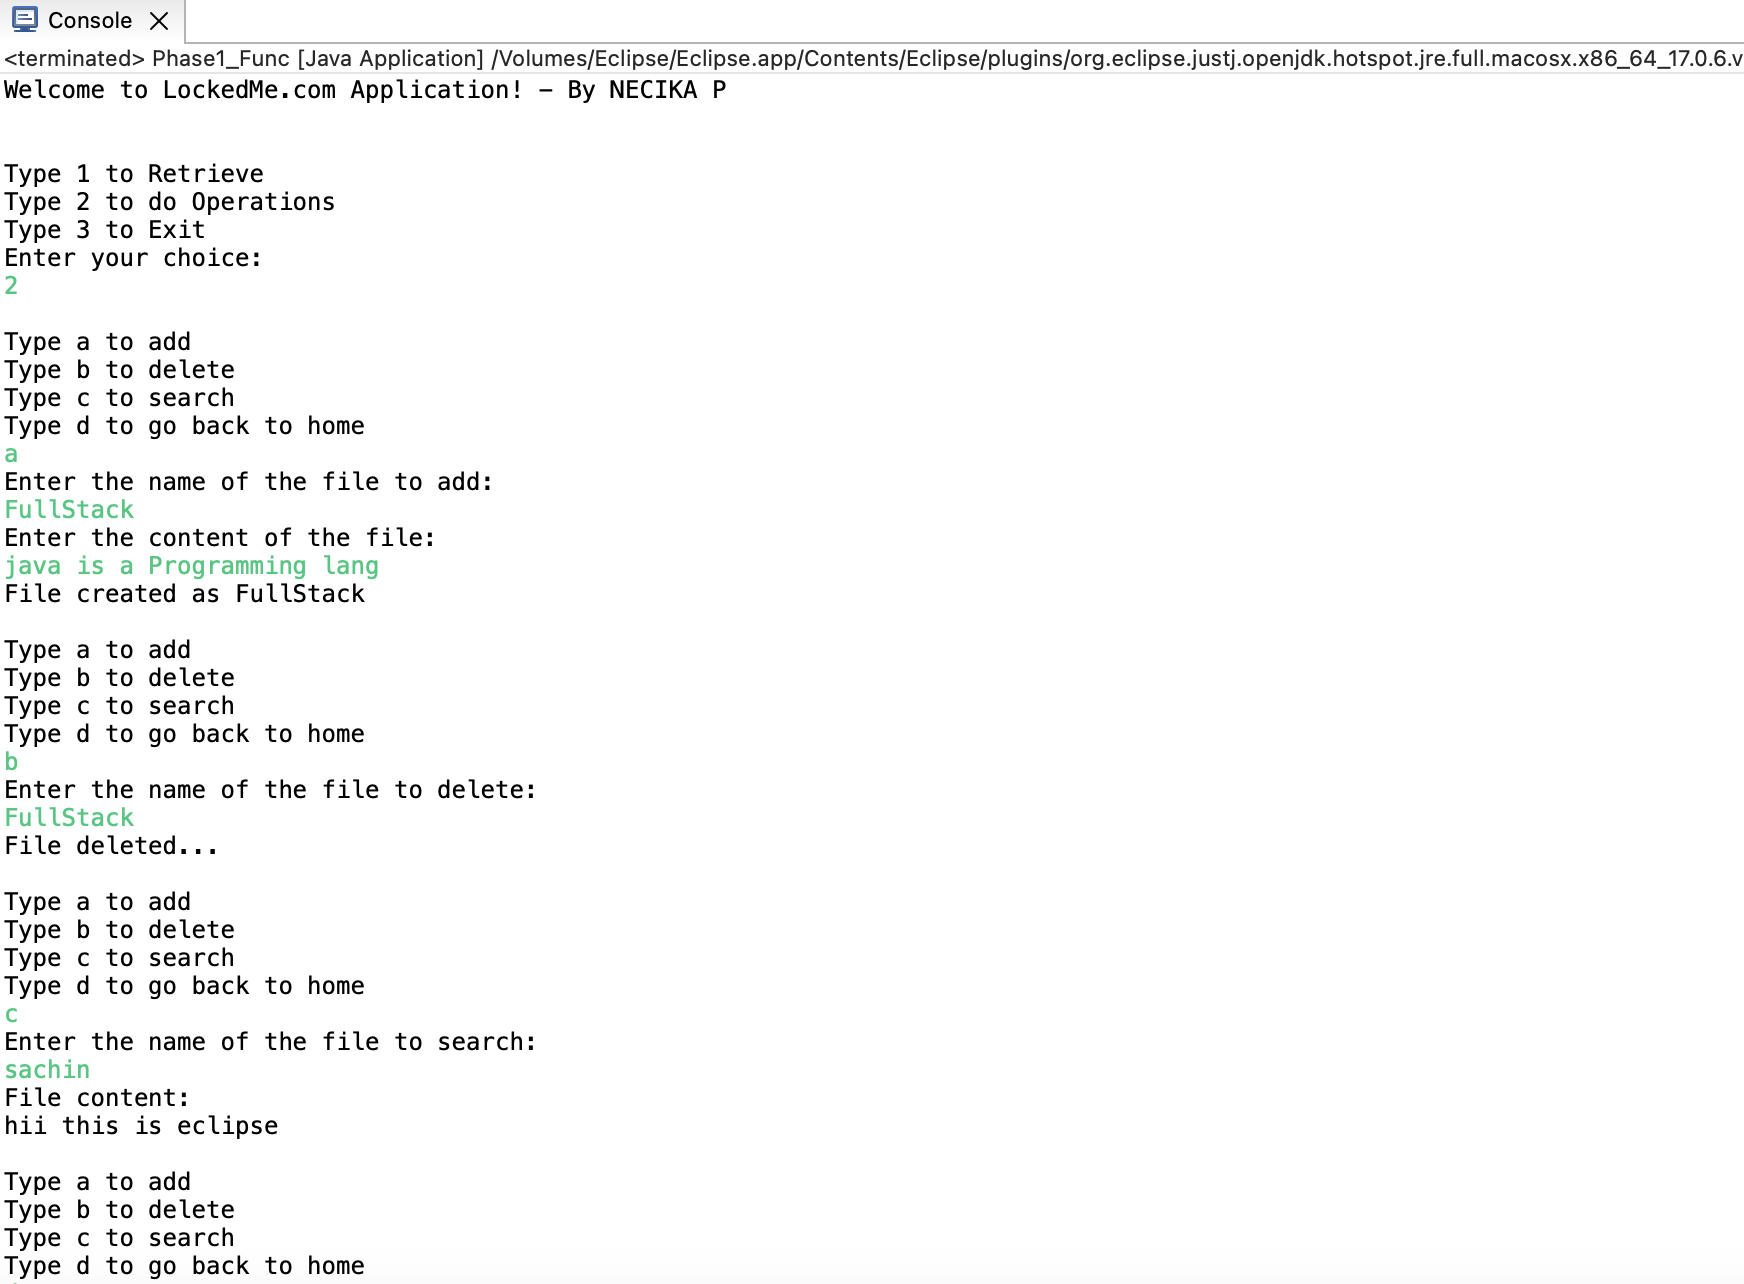 Console
<terminated> Phase1_Func [Java Application] /Volumes/Eclipse/Eclipse.app/Contents/Eclipse/plugins/org.eclipse.justj.openjdk.hotspot.jre.full.macosx.x86_64_17.0.6.v
Welcome to LockedMe.com Application! – By NECIKA P
Type 1 to Retrieve
Type 2 to do Operations
Type 3 to Exit
Enter your choice:
2
Type a to add
Type b to delete
Type c to search
Type d to go back to home
a
Enter the name of the file to add:
FullStack
Enter the content of the file:
java is a Programming lang
File created as FullStack
Type a to add
Type b to delete
Type c to search
Type d to go back to home
b
Enter the name of the file to delete:
FullStack
File deleted...
Type a to add
Type b to delete
Type c to search
Type d to go back to home
c
Enter the name of the file to search:
sachin
File content:
hii this is eclipse
Type a to add
Type b to delete
Type c to search
Type d to go back to home